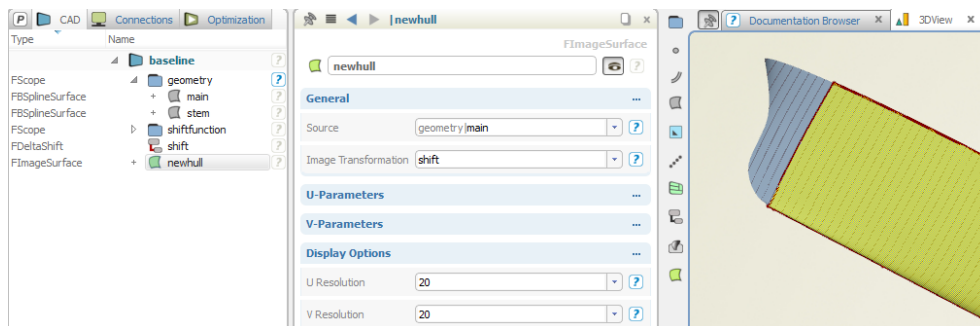 P CAD Connections Optimization
Type Name
baseline ?
FScope geometry ?
FBSplineSurface + main ?
FBSplineSurface + stem ?
FScope shiftfunction ?
FDeltaShift shift ?
FImageSurface + newhull ?
|newhull x
FImageSurface
newhull ?
General ...
Source geometry|main ?
Image Transformation shift ?
U-Parameters ...
V-Parameters ...
Display Options ...
U Resolution 20 ?
V Resolution 20 ?
? Documentation Browser X 3DView X